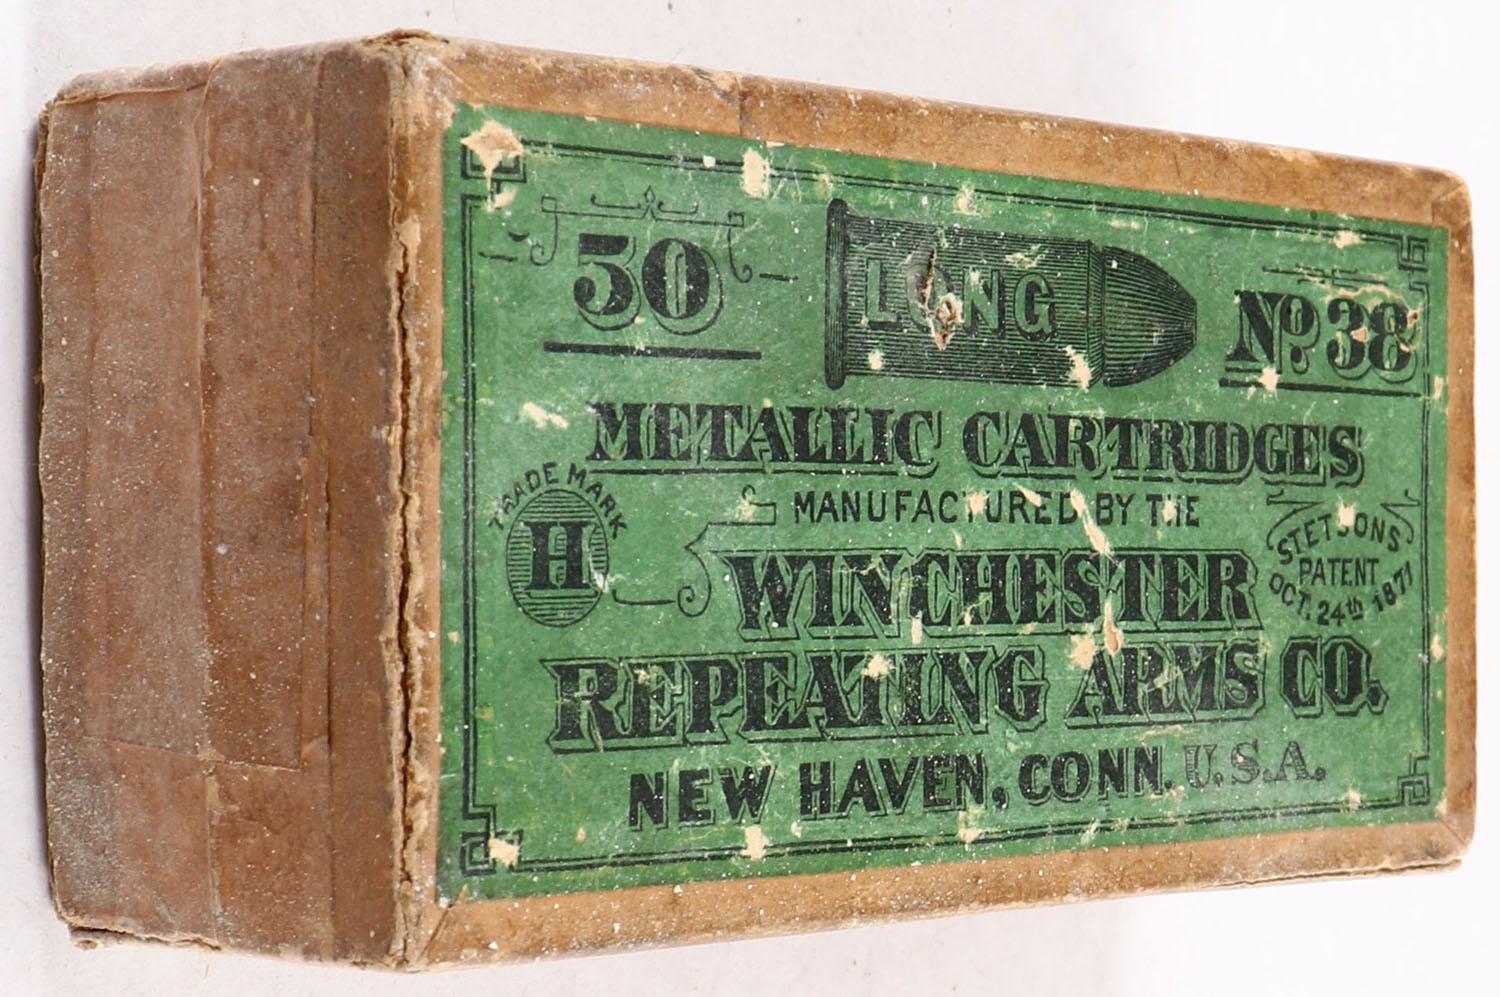 50
LONG
No. 38
METALLIC CARTRIDGES
TRADE MARK
H
MANUFACTURED BY THE
WINCHESTER
STETSONS
PATENT
OCT. 24th 1871
REPEATING ARMS CO.
NEW HAVEN, CONN. U.S.A.